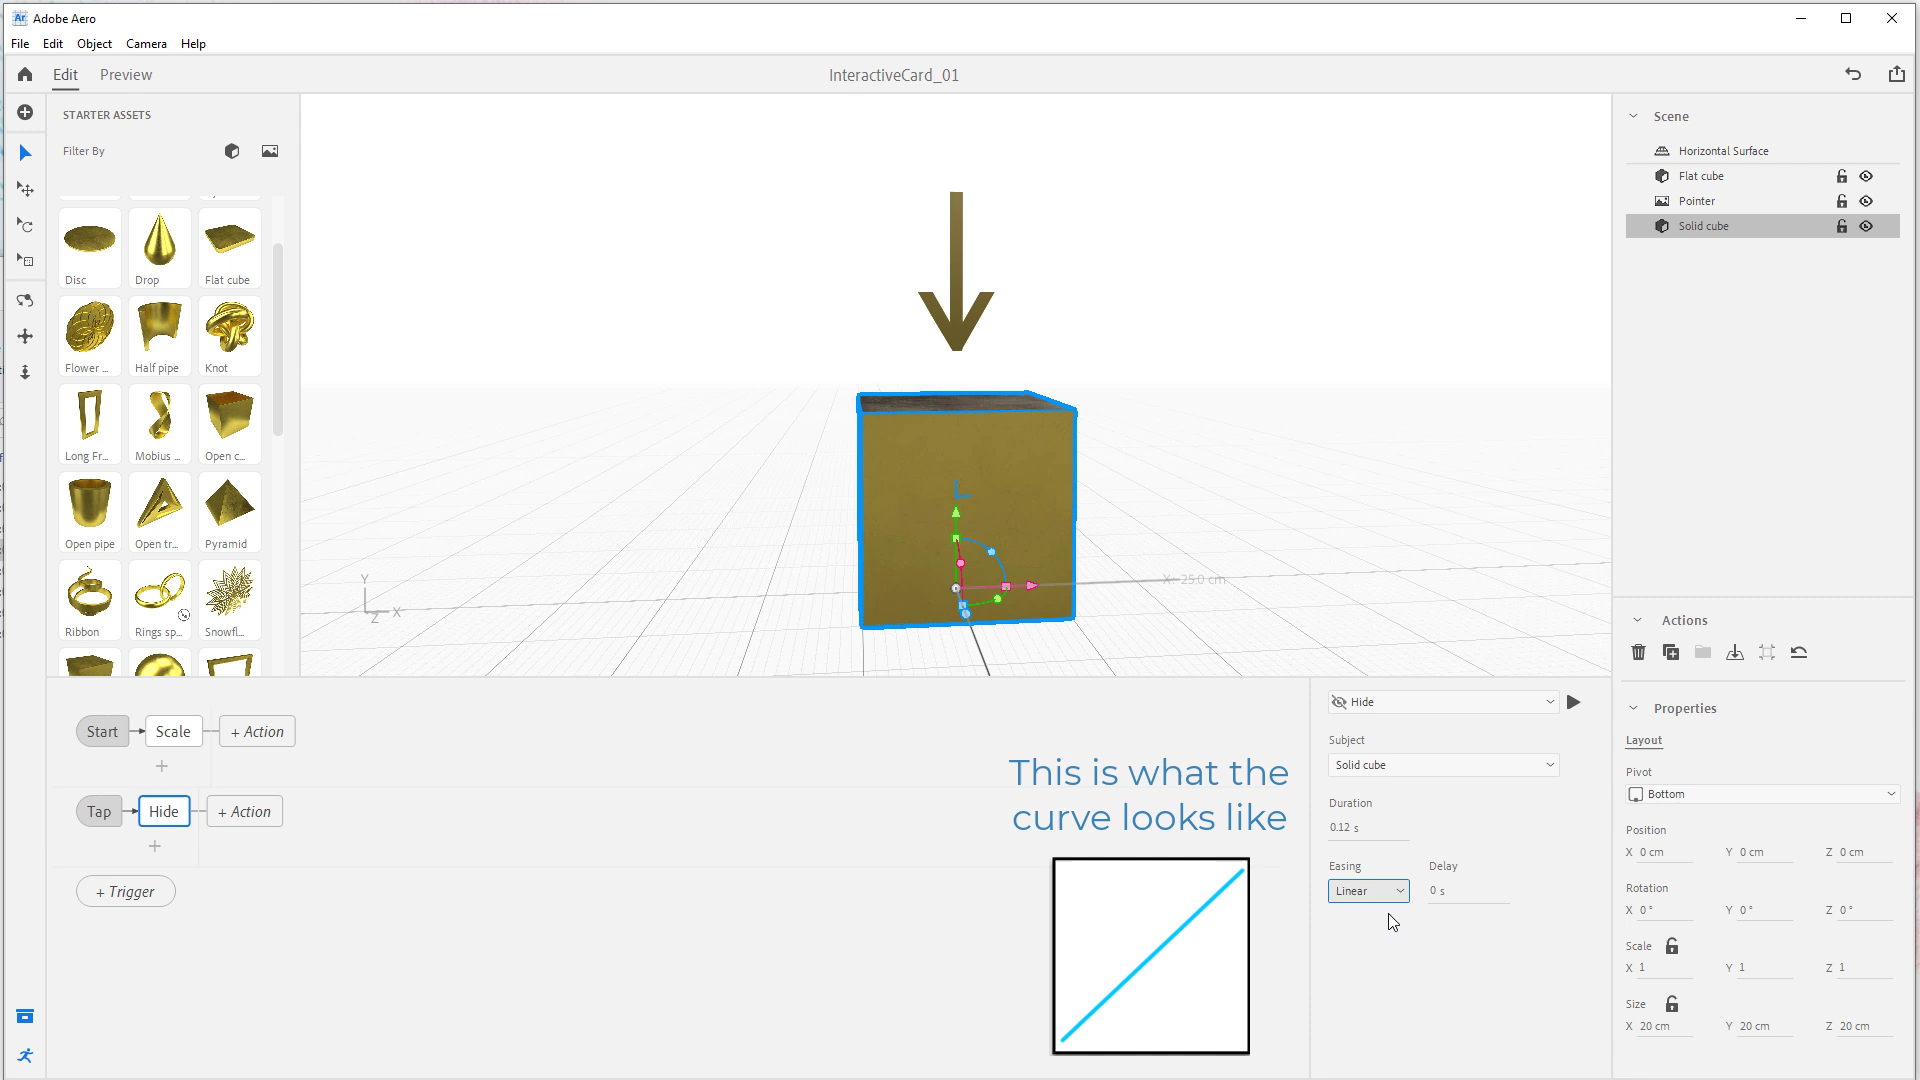 Ar Adobe Aero
File Edit Object Camera Help
Edit Preview InteractiveCard_01
STARTER ASSETS
Filter By
Disc Drop Flat cube
Flower ... Half pipe Knot
Long Fr... Mobius ... Open c...
Open pipe Open tr... Pyramid
Ribbon Rings sp... Snowfl...
Y
X
Z
X: 25.0 cm
Scene
Horizontal Surface
Flat cube
Pointer
Solid cube
Actions
Properties
Layout
Pivot
Bottom
Position
X 0 cm Y 0 cm Z 0 cm
Rotation
X 0° Y 0° Z 0°
Scale
X 1 Y 1 Z 1
Size
X 20 cm Y 20 cm Z 20 cm
Start Scale + Action
+
Tap Hide + Action
+
+ Trigger
This is what the
curve looks like
Hide
Subject
Solid cube
Duration
0.12 s
Easing Delay
Linear 0 s